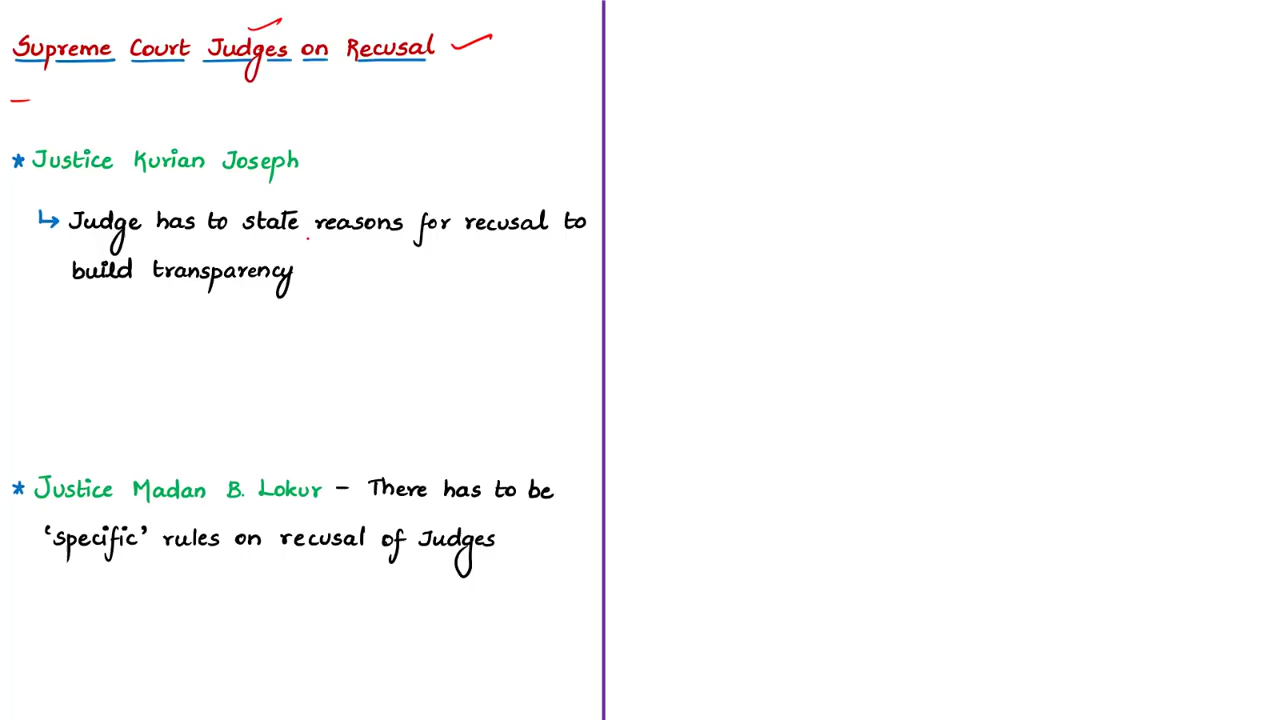 Supreme Court Judges on Recusal
* Justice Kurian Joseph
↳ Judge has to state reasons for recusal to
build transparency
* Justice Madan B. Lokur – There has to be
‘specific’ rules on recusal of Judges